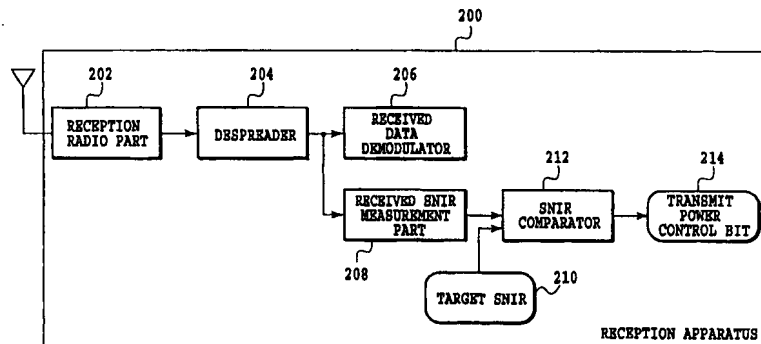 200
202
204
206
RECEPTION
RADIO PART
DESPREADER
RECEIVED
DATA
DEMODULATOR
212
214
RECEIVED SNIR
MEASUREMENT
PART
SNIR
COMPARATOR
TRANSMIT
POWER
CONTROL BIT
208
210
TARGET SNIR
RECEPTION APPARATUS